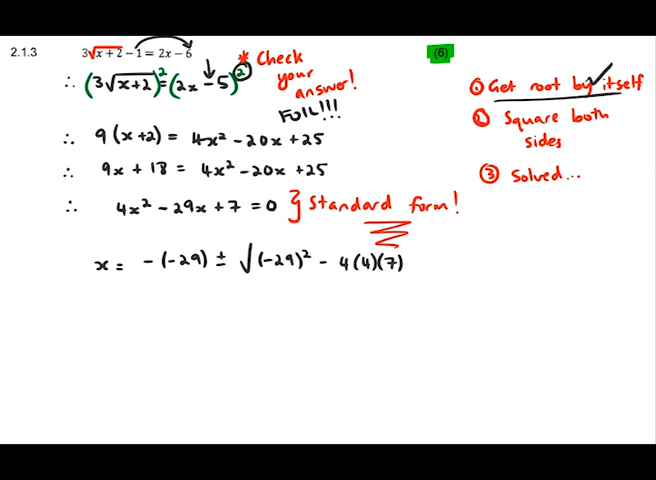 2.1.3 3√x + 2 − 1 = 2x − 6 (6)
* Check
your
answer!
∴ (3√x+2)² = (2x − 5)²
FOIL!!!
∴ 9(x+2) = 4x² − 20x + 25
∴ 9x + 18 = 4x² − 20x + 25
∴ 4x² − 29x + 7 = 0 } Standard form!
x = −(−29) ± √(−29)² − 4(4)(7)
① Get root by itself
② Square both
sides
③ Solved...